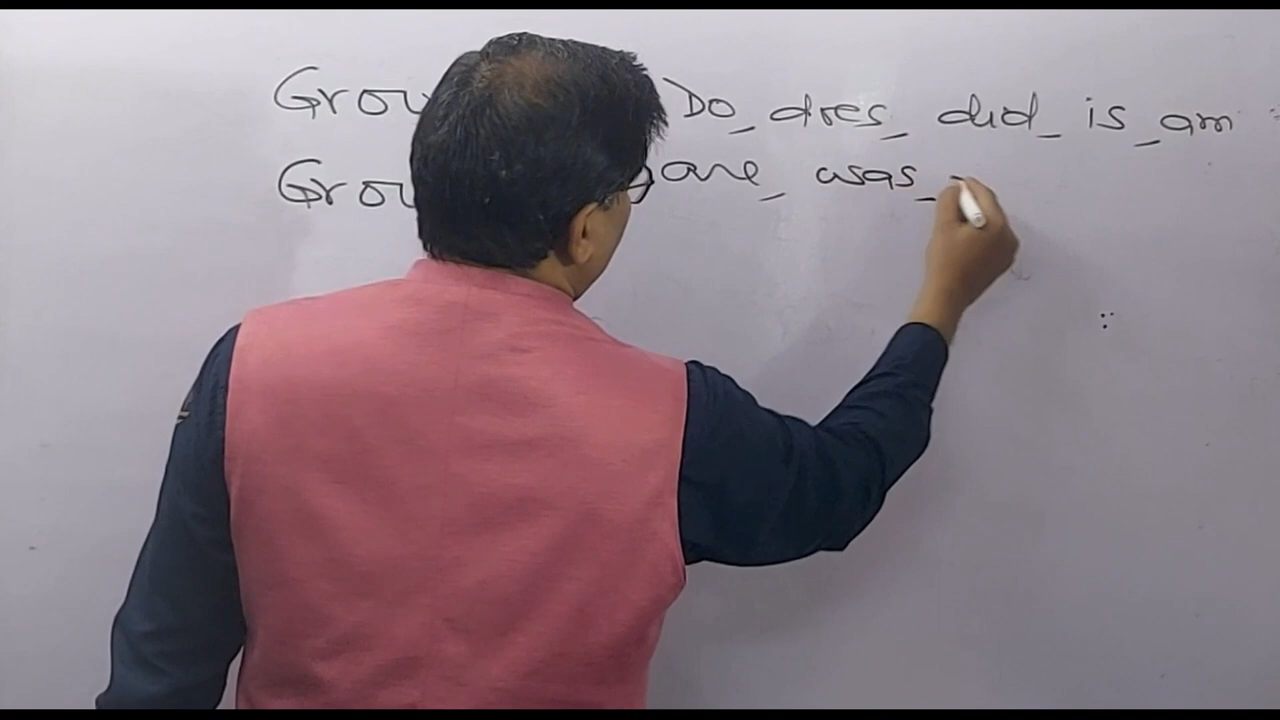 Grou Do_ does_ did_ is_ am
Grou are_ was_